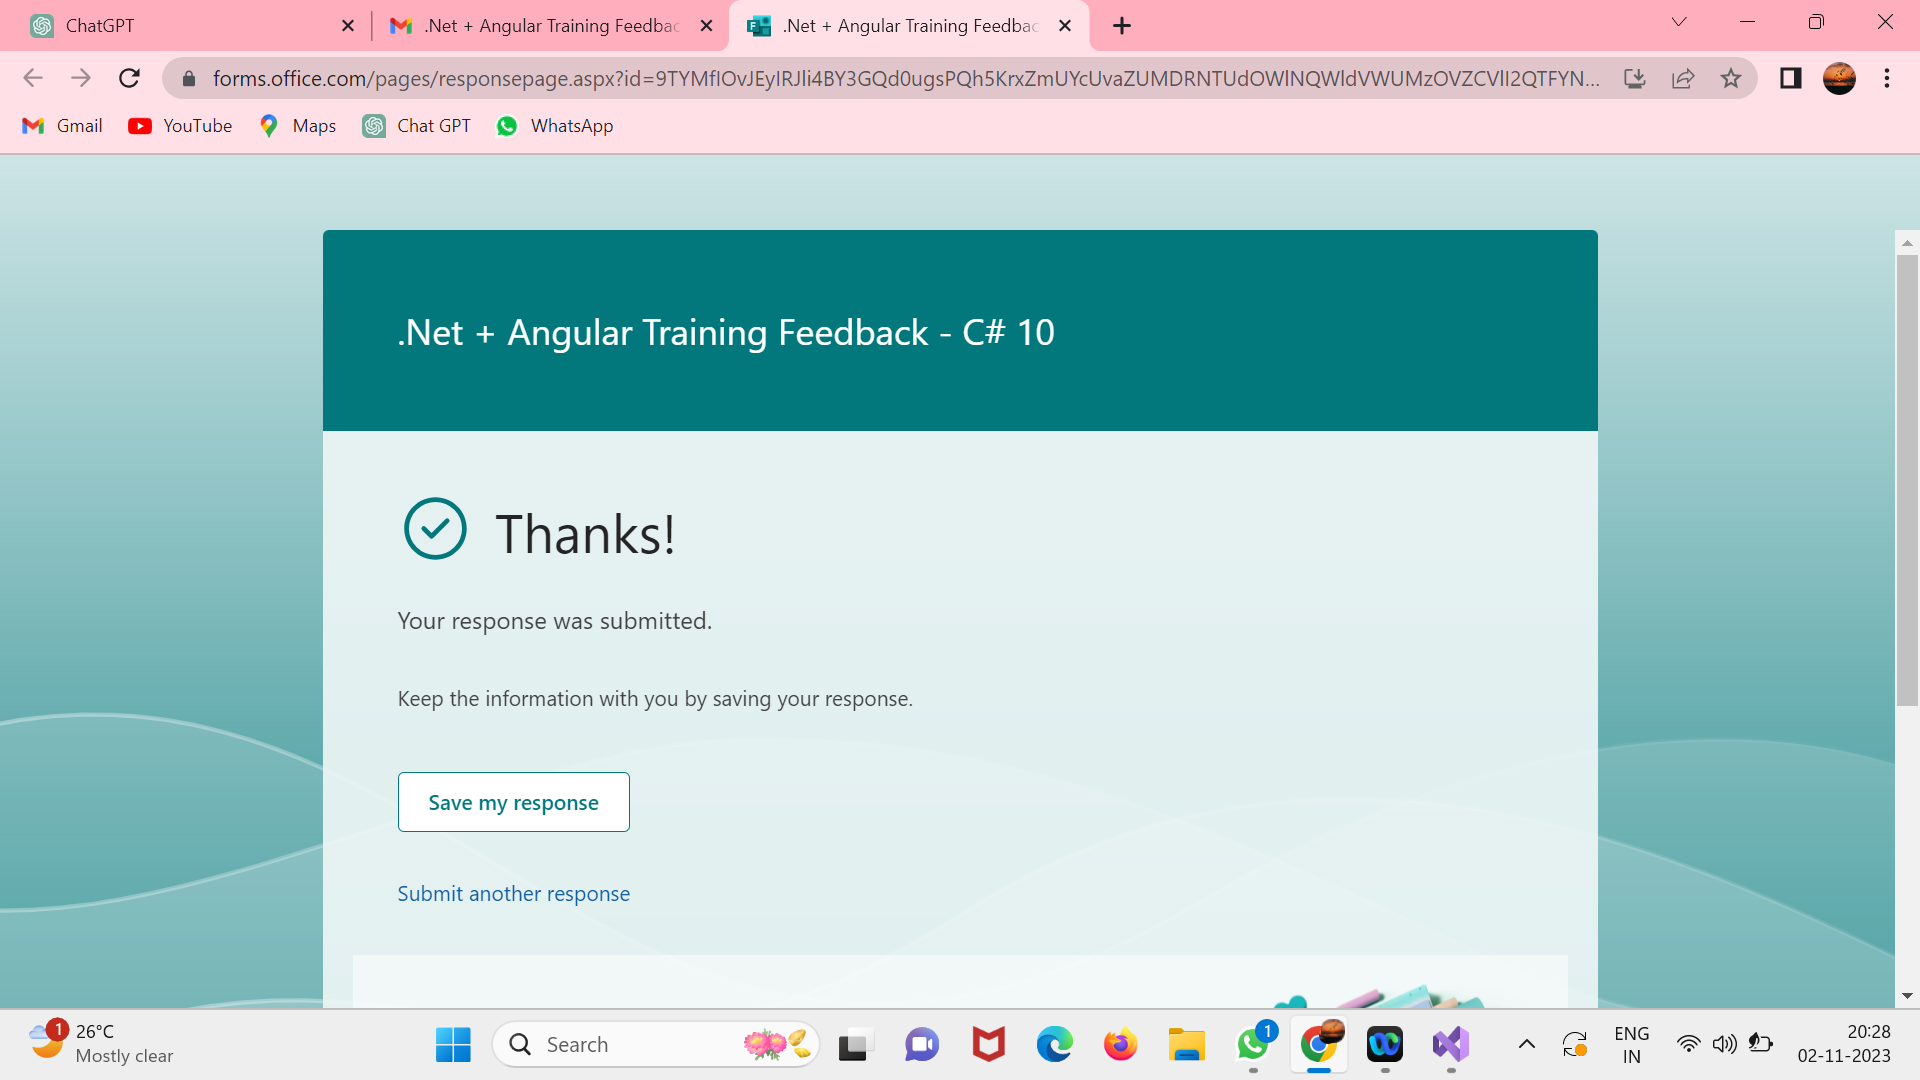 ChatGPT
.Net + Angular Training Feedbac
.Net + Angular Training Feedbac
forms.office.com/pages/responsepage.aspx?id=9TYMfIOvJEyIRJli4BY3GQd0ugsPQh5KrxZmUYcUvaZUMDRNTUdOWlNQWldVWUMzOVZCVlI2QTFYN...
Gmail
YouTube
Maps
Chat GPT
WhatsApp
.Net + Angular Training Feedback - C# 10
Thanks!
Your response was submitted.
Keep the information with you by saving your response.
Save my response
Submit another response
1
26°C
Mostly clear
Search
1
ENG
IN
20:28
02-11-2023